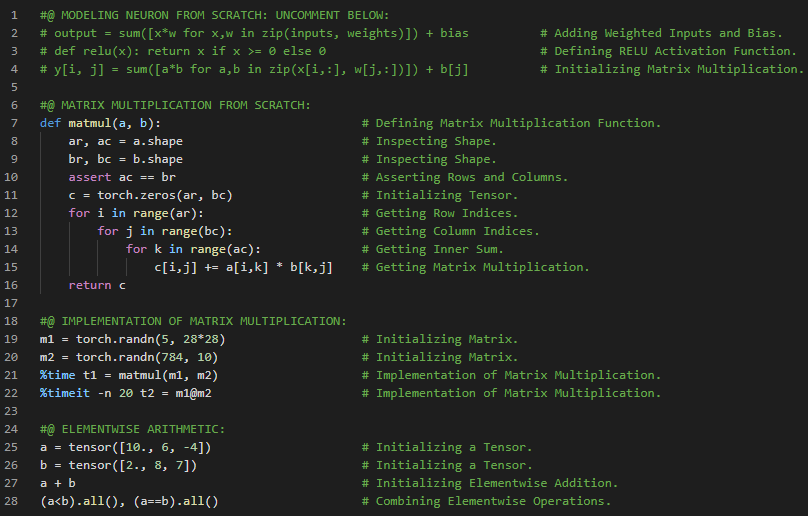 1 #@ MODELING NEURON FROM SCRATCH: UNCOMMENT BELOW:
2 # output = sum([x*w for x,w in zip(inputs, weights)]) + bias # Adding Weighted Inputs and Bias.
3 # def relu(x): return x if x >= 0 else 0 # Defining RELU Activation Function.
4 # y[i, j] = sum([a*b for a,b in zip(x[i,:], w[j,:])]) + b[j] # Initializing Matrix Multiplication.
5
6 #@ MATRIX MULTIPLICATION FROM SCRATCH:
7 def matmul(a, b): # Defining Matrix Multiplication Function.
8     ar, ac = a.shape # Inspecting Shape.
9     br, bc = b.shape # Inspecting Shape.
10     assert ac == br # Asserting Rows and Columns.
11     c = torch.zeros(ar, bc) # Initializing Tensor.
12     for i in range(ar): # Getting Row Indices.
13         for j in range(bc): # Getting Column Indices.
14             for k in range(ac): # Getting Inner Sum.
15                 c[i,j] += a[i,k] * b[k,j] # Getting Matrix Multiplication.
16     return c
17
18 #@ IMPLEMENTATION OF MATRIX MULTIPLICATION:
19 m1 = torch.randn(5, 28*28) # Initializing Matrix.
20 m2 = torch.randn(784, 10) # Initializing Matrix.
21 %time t1 = matmul(m1, m2) # Implementation of Matrix Multiplication.
22 %timeit -n 20 t2 = m1@m2 # Implementation of Matrix Multiplication.
23
24 #@ ELEMENTWISE ARITHMETIC:
25 a = tensor([10., 6, -4]) # Initializing a Tensor.
26 b = tensor([2., 8, 7]) # Initializing a Tensor.
27 a + b # Initializing Elementwise Addition.
28 (a<b).all(), (a==b).all() # Combining Elementwise Operations.